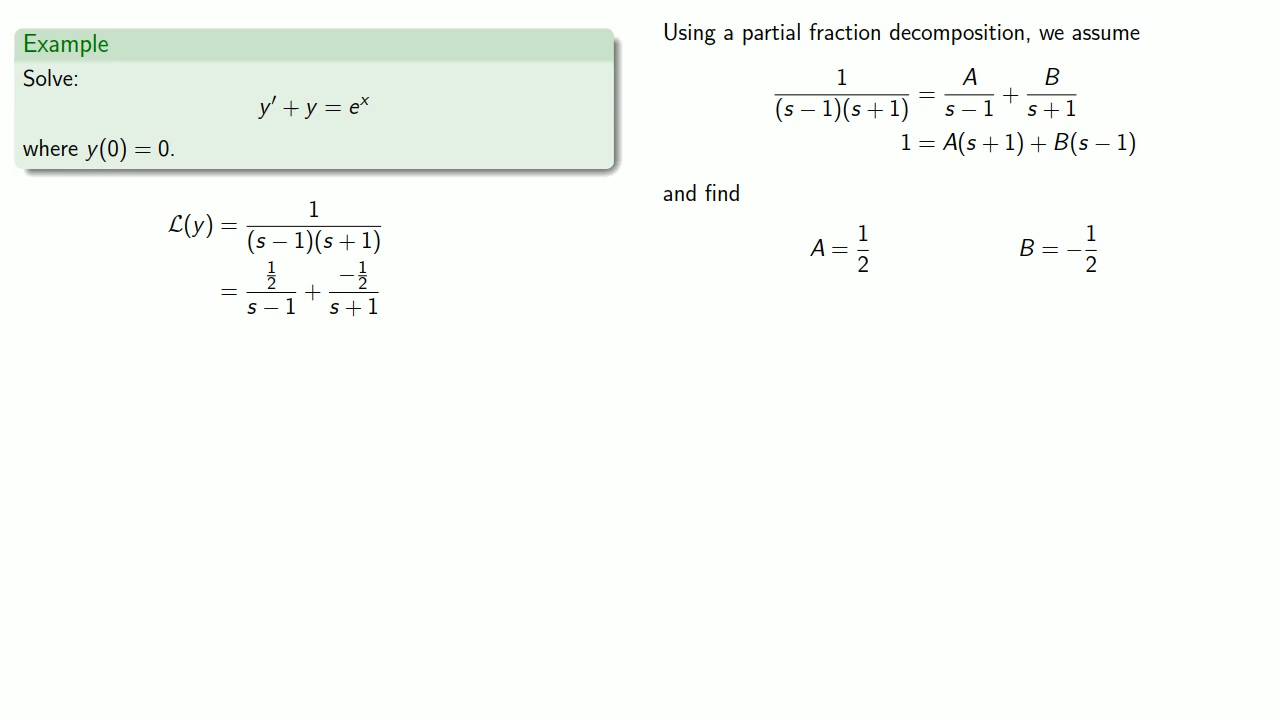 Example
Solve:
y′ + y = eˣ
where y(0) = 0.
ℒ(y) = 1/((s − 1)(s + 1))
= (1/2)/(s − 1) + (−1/2)/(s + 1)
Using a partial fraction decomposition, we assume
1/((s − 1)(s + 1)) = A/(s − 1) + B/(s + 1)
1 = A(s + 1) + B(s − 1)
and find
A = 1/2 B = −1/2